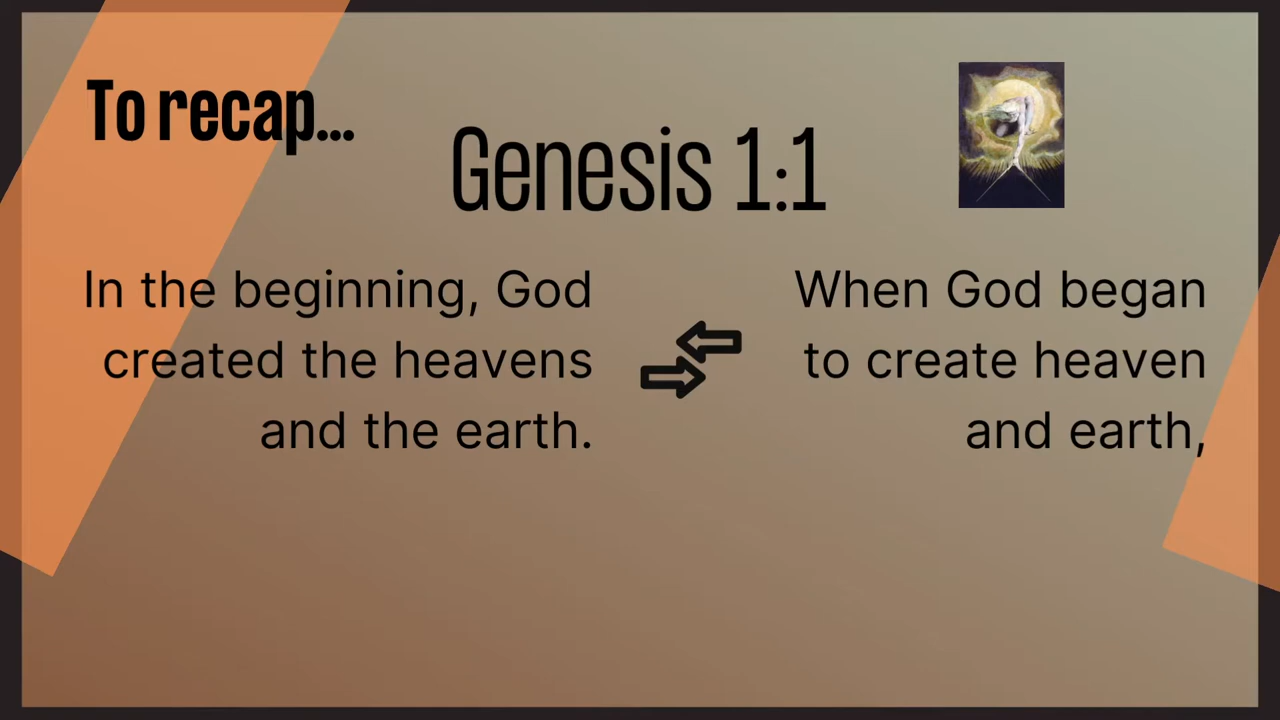 To recap...
Genesis 1:1
In the beginning, God
created the heavens
and the earth.
When God began
to create heaven
and earth,